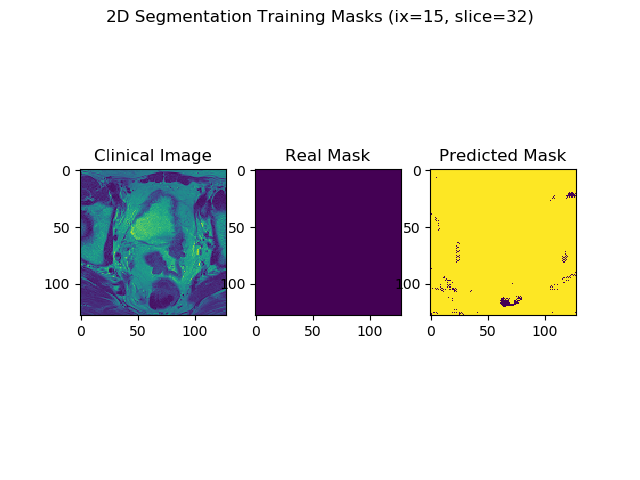 2D Segmentation Training Masks (ix=15, slice=32)
Clinical Image Real Mask Predicted Mask
0 0 0
50 50 50
100 100 100
0 50 100 0 50 100 0 50 100